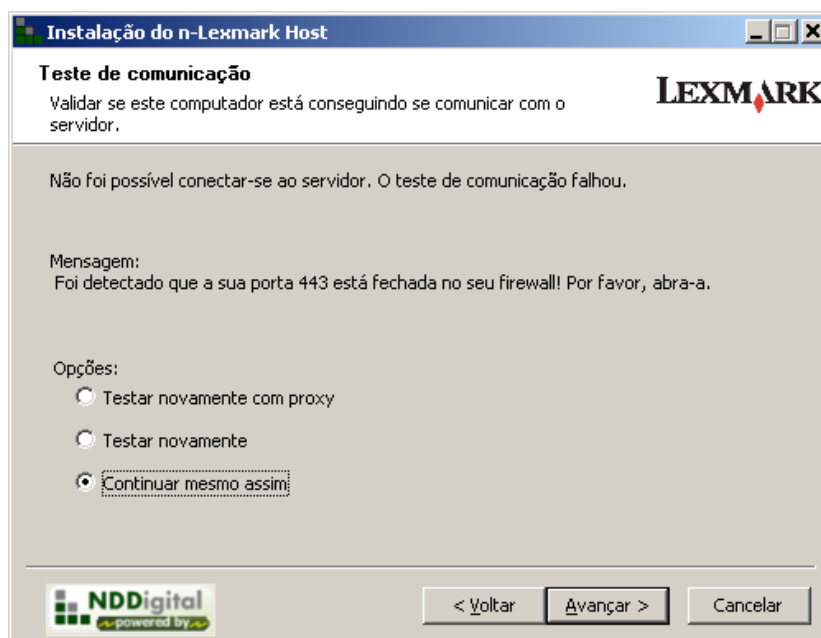 Instalação do n-Lexmark Host
Teste de comunicação
Validar se este computador está conseguindo se comunicar com o
servidor.
LEXMARK
Não foi possível conectar-se ao servidor. O teste de comunicação falhou.
Mensagem:
Foi detectado que a sua porta 443 está fechada no seu firewall! Por favor, abra-a.
Opções:
Testar novamente com proxy
Testar novamente
Continuar mesmo assim
NDDigital
powered by
< Voltar
Avançar >
Cancelar